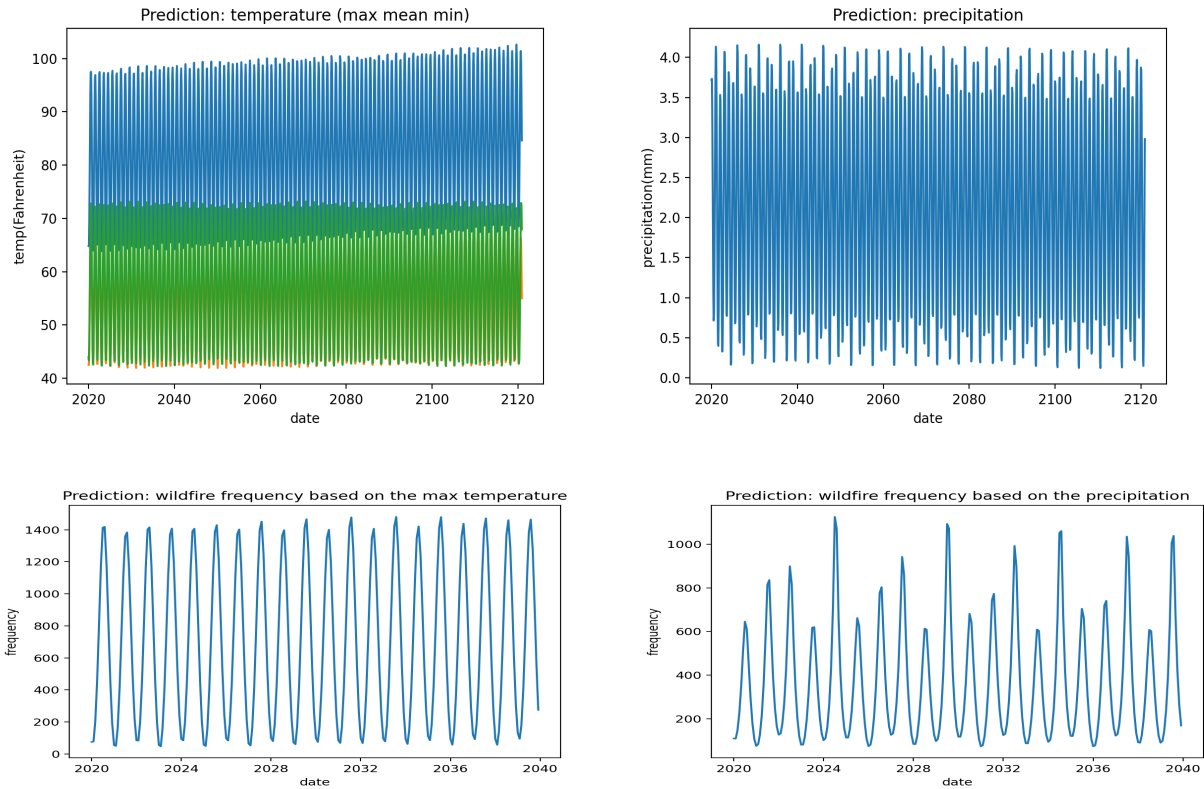 Prediction: temperature (max mean min)
temp(Fahrenheit)
100
90
80
70
60
50
40
2020 2040 2060 2080 2100 2120
date
Prediction: precipitation
precipitation(mm)
4.0
3.5
3.0
2.5
2.0
1.5
1.0
0.5
0.0
2020 2040 2060 2080 2100 2120
date
Prediction: wildfire frequency based on the max temperature
frequency
1400
1200
1000
800
600
400
200
0
2020 2024 2028 2032 2036 2040
date
Prediction: wildfire frequency based on the precipitation
frequency
1000
800
600
400
200
2020 2024 2028 2032 2036 2040
date